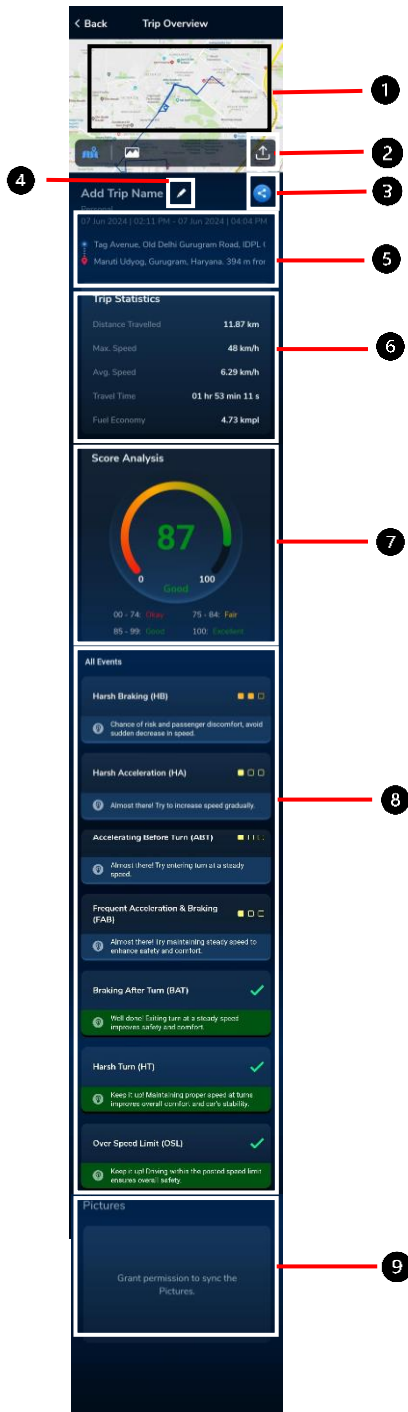 Back
Trip Overview
1
2
3
4
Add Trip Name
Personal
07 Jun 2024 | 02:11 PM - 07 Jun 2024 | 04:04 PM
Tag Avenue, Old Delhi Gurugram Road, IDPL
Maruti Udyog, Gurugram, Haryana. 394 m from
5
Trip Statistics
Distance Travelled 11.87 km
Max. Speed 48 km/h
6
Avg. Speed 6.29 km/h
Travel Time 01 hr 53 min 11 s
Fuel Economy 4.73 kmpl
Score Analysis
87
7
0 100
Good
00 - 74: Okay 75 - 84: Fair
85 - 99: Good 100: Excellent
All Events
Harsh Braking (HB)
Chance of risk and passenger discomfort, avoid
sudden decrease in speed.
Harsh Acceleration (HA)
8
Almost there! Try to increase speed gradually.
Accelerating Before Turn (ABT)
Almost there! Try entering turn at a steady
speed.
Frequent Acceleration & Braking
(FAB)
Almost there! Try maintaining steady speed to
enhance safety and comfort.
Braking After Turn (BAT)
Well done! Exiting turn at a steady speed
improves safety and comfort.
Harsh Turn (HT)
Keep it up! Maintaining proper speed at turns
improves overall comfort and car's stability.
Over Speed Limit (OSL)
Keep it up! Driving within the posted speed limit
ensures overall safety.
Pictures
9
Grant permission to sync the
Pictures.